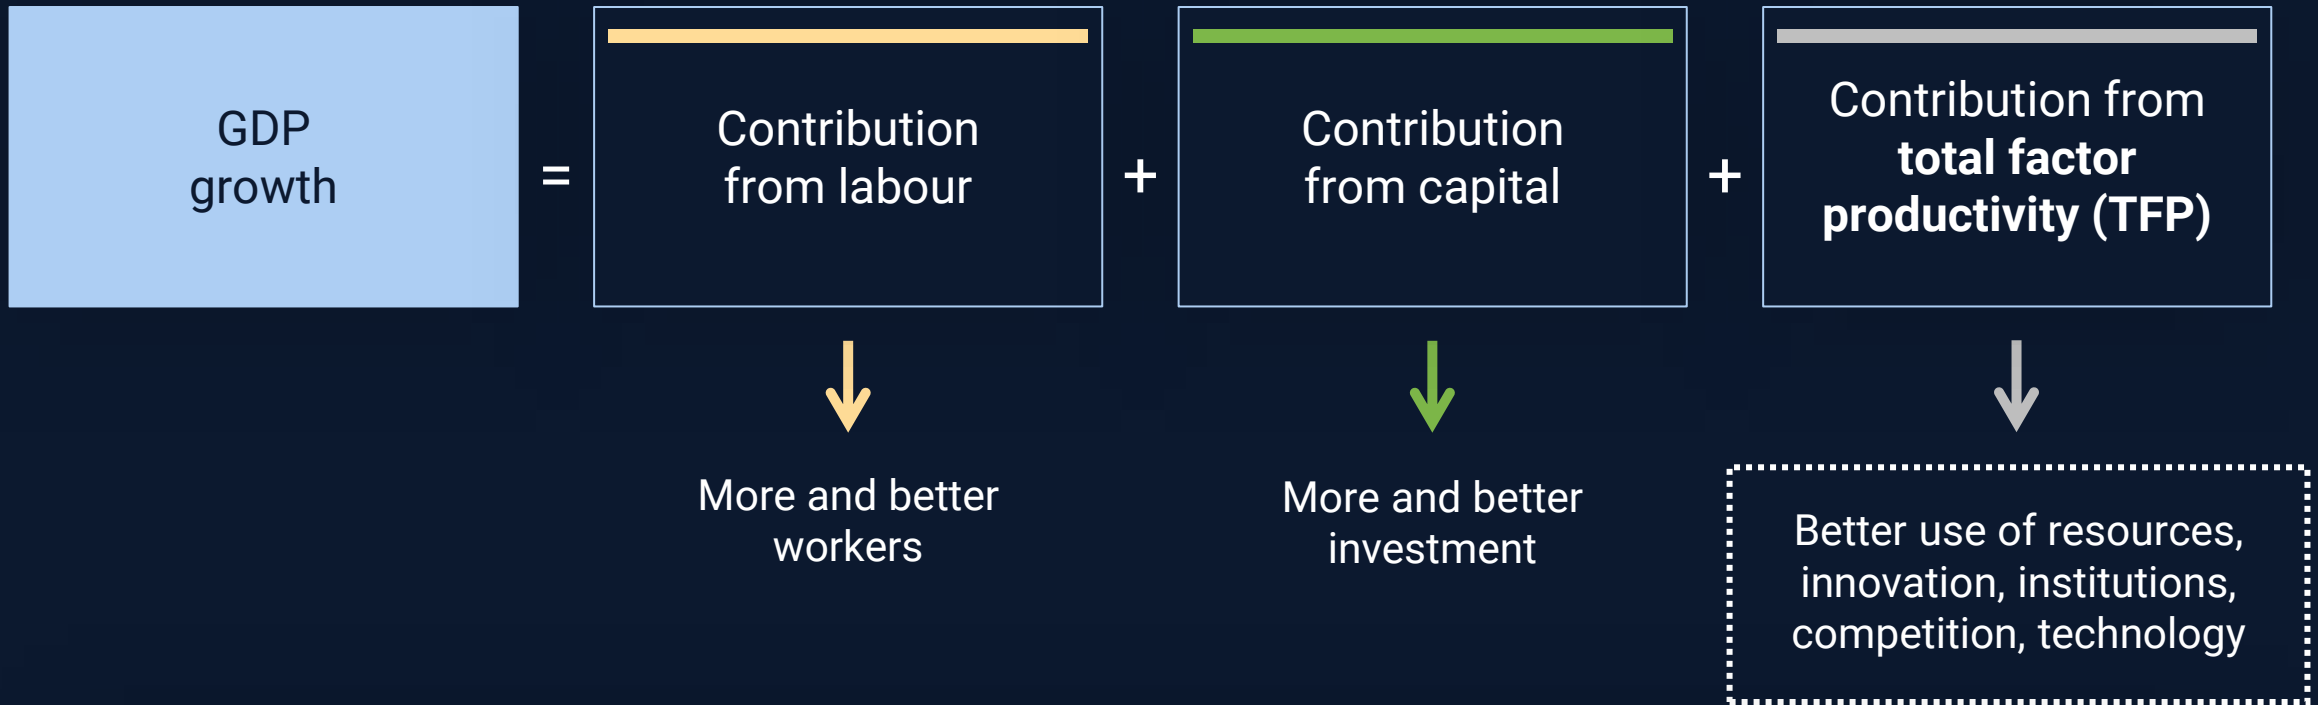 GDP
growth
=
Contribution
from labour
+
Contribution
from capital
+
Contribution from
total factor
productivity (TFP)
More and better
workers
More and better
investment
Better use of resources,
innovation, institutions,
competition, technology